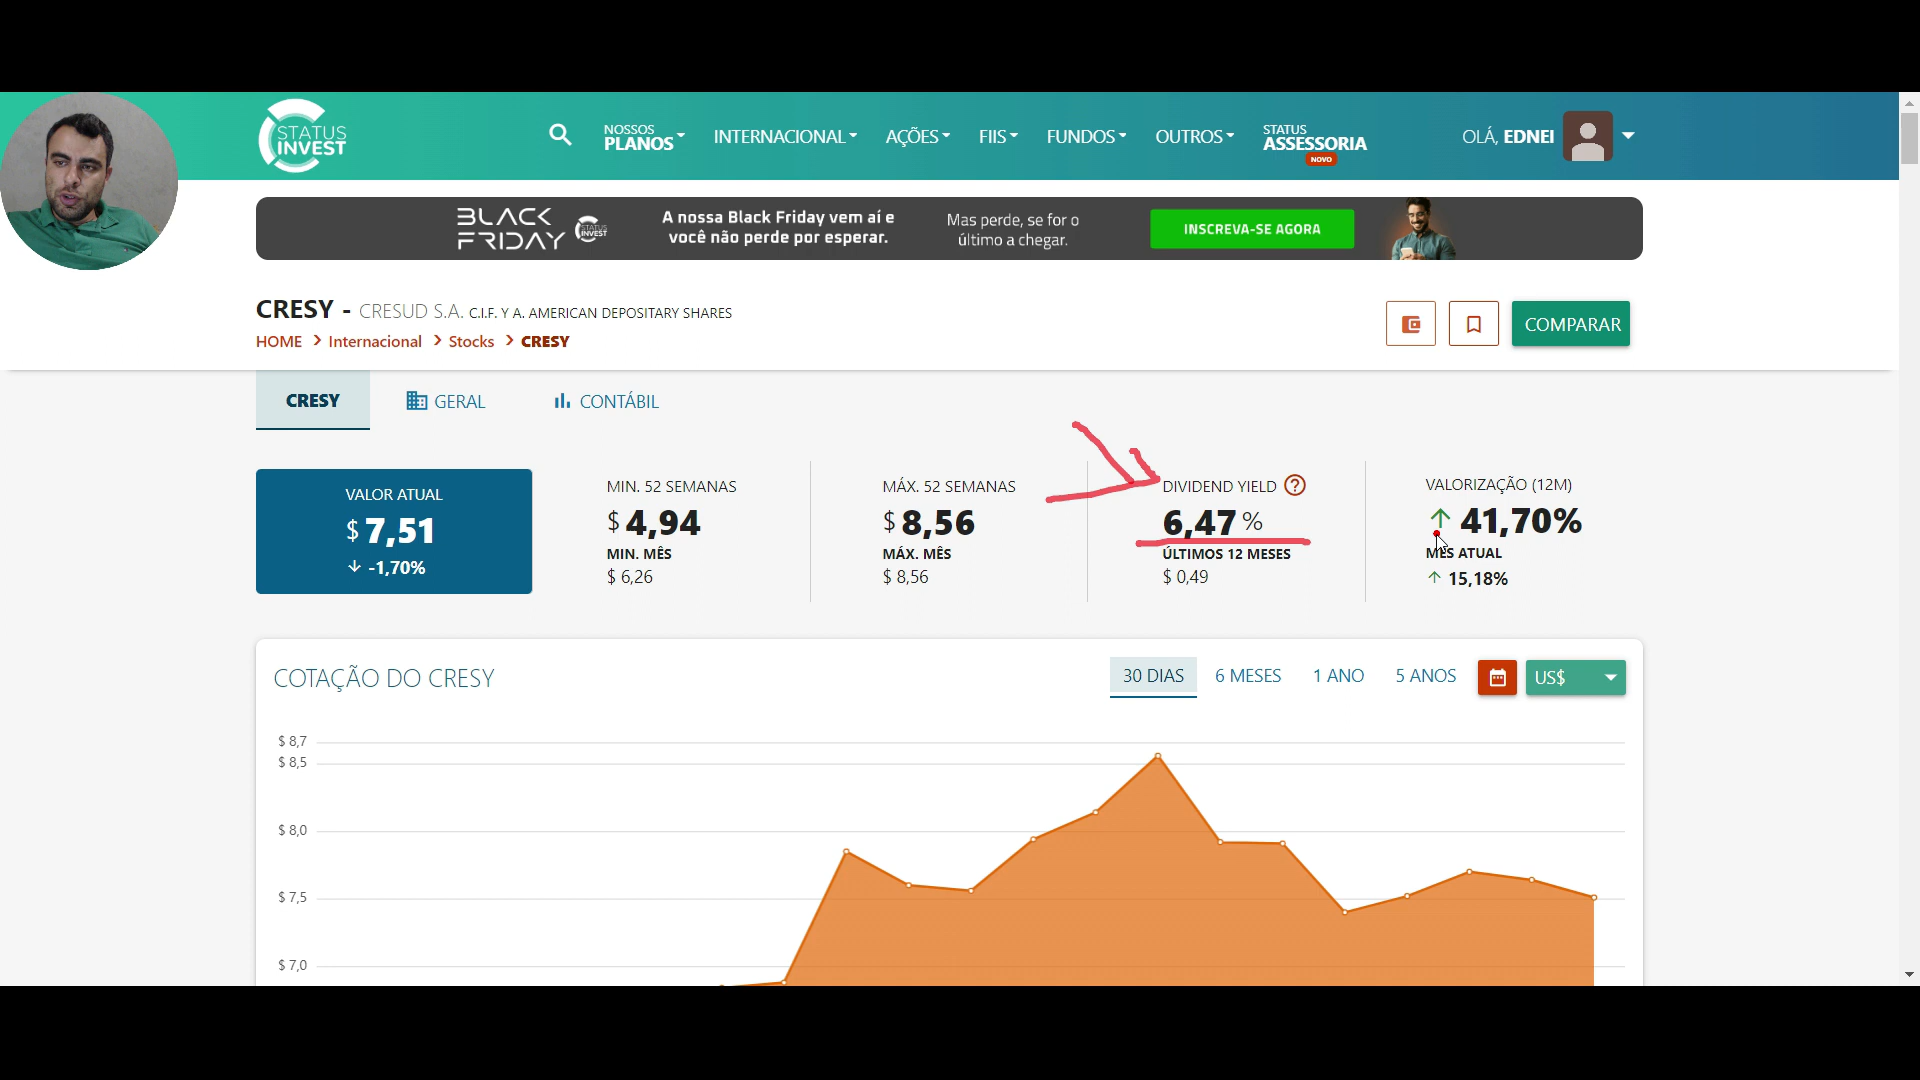 STATUS
INVEST
NOSSOS
PLANOS
INTERNACIONAL
AÇÕES
FIIS
FUNDOS
OUTROS
STATUS
ASSESSORIA
NOVO
OLÁ, EDNEI
BLACK
FRIDAY
STATUS
INVEST
A nossa Black Friday vem aí e
você não perde por esperar.
Mas perde, se for o
último a chegar.
INSCREVA-SE AGORA
CRESY - CRESUD S.A. C.I.F. Y A. AMERICAN DEPOSITARY SHARES
HOME > Internacional > Stocks > CRESY
COMPARAR
CRESY
GERAL
CONTÁBIL
VALOR ATUAL
$ 7,51
-1,70%
MIN. 52 SEMANAS
$ 4,94
MIN. MÊS
$ 6,26
MÁX. 52 SEMANAS
$ 8,56
MÁX. MÊS
$ 8,56
DIVIDEND YIELD ?
6,47 %
ÚLTIMOS 12 MESES
$ 0,49
VALORIZAÇÃO (12M)
41,70%
MÊS ATUAL
15,18%
COTAÇÃO DO CRESY
30 DIAS
6 MESES
1 ANO
5 ANOS
US$
$ 8,7
$ 8,5
$ 8,0
$ 7,5
$ 7,0